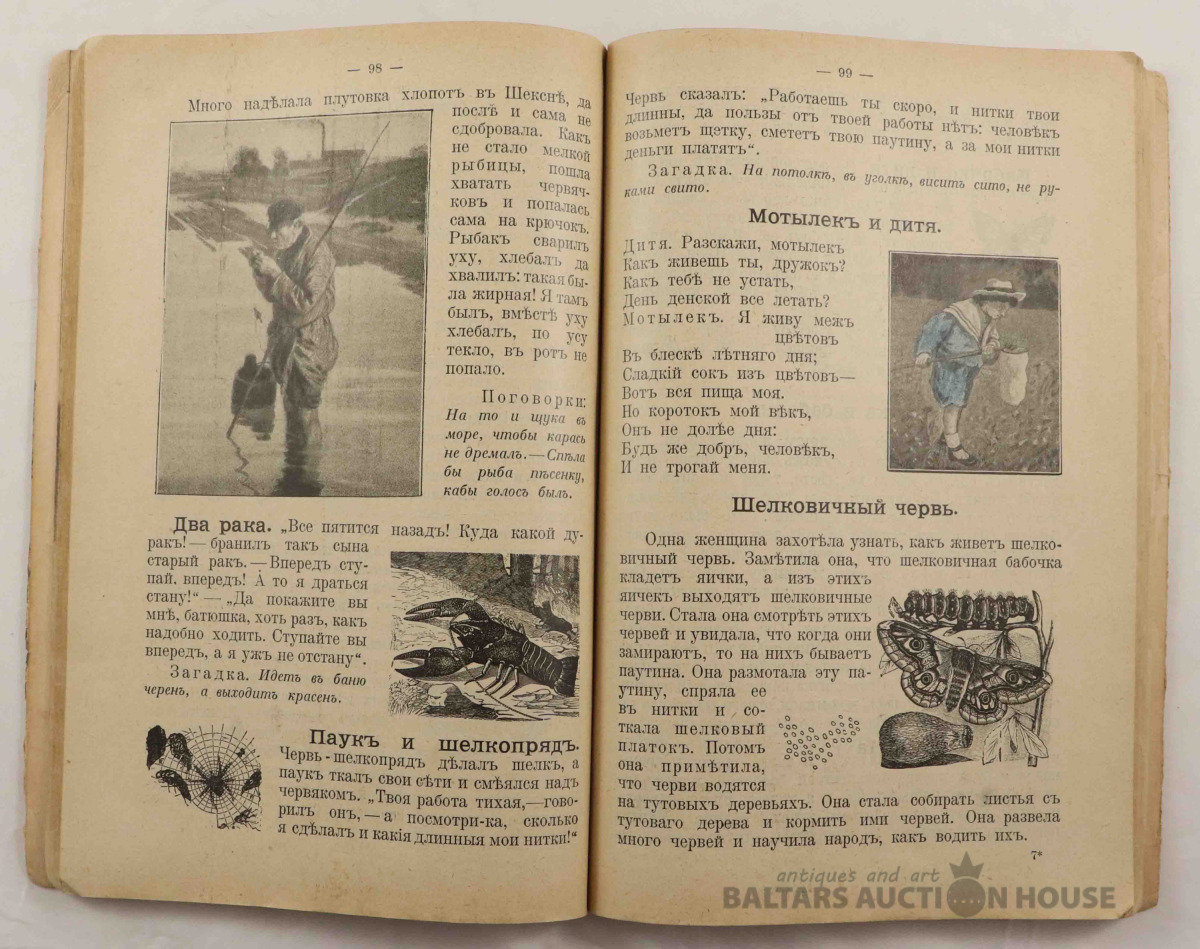 — 98 —
Много надѣлала плутовка хлопотъ въ Шекснѣ, да
послѣ и сама не
сдобровала. Какъ
не стало мелкой
рыбицы, пошла
хватать червяч-
ковъ и попалась
сама на крючокъ.
Рыбакъ сварилъ
уху, хлебалъ да
хвалилъ: такая бы-
ла жирная! Я тамъ
былъ, вмѣстѣ уху
хлебалъ, по усу
текло, въ ротъ не
попало.
Поговорки:
На то и щука въ
море, чтобы карась
не дремалъ.—Спѣла
бы рыба пѣсенку,
кабы голосъ былъ.
Два рака. „Все пятится назадъ! Куда какой ду-
ракъ!—бранилъ такъ сына
старый ракъ.—Впередъ сту-
пай, впередъ! А то я драться
стану!“—„Да покажите вы
мнѣ, батюшка, хоть разъ, какъ
надобно ходить. Ступайте вы
впередъ, а я ужъ не отстану“.
Загадка. Идетъ въ баню
черенъ, а выходитъ красенъ.
Паукъ и шелкопрядъ.
Червь-шелкопрядъ дѣлалъ шелкъ, а
паукъ ткалъ свои сѣти и смѣялся надъ
червякомъ. „Твоя работа тихая,—гово-
рилъ онъ,—а посмотри-ка, сколько
я сдѣлалъ и какія длинныя мои нитки!“
— 99 —
Червь сказалъ: „Работаешь ты скоро, и нитки твои
длинны, да пользы отъ твоей работы нѣтъ: человѣкъ
возьметъ щетку, сметётъ твою паутину, а за мои нитки
деньги платятъ“.
Загадка. На потолкѣ, въ уголкѣ, виситъ сито, не ру-
ками свито.
Мотылекъ и дитя.
Дитя. Разскажи, мотылекъ
Какъ живешь ты, дружокъ?
Какъ тебѣ не устать,
День денской все летать?
Мотылекъ. Я живу межъ
цвѣтовъ
Въ блескѣ лѣтняго дня;
Сладкій сокъ изъ цвѣтовъ—
Вотъ вся пища моя.
Но коротокъ мой вѣкъ,
Онъ не долѣе дня:
Будь же добръ, человѣкъ,
И не трогай меня.
Шелковичный червь.
Одна женщина захотѣла узнать, какъ живетъ шелко-
вичный червь. Замѣтила она, что шелковичная бабочка
кладетъ яички, а изъ этихъ
яичекъ выходятъ шелковичные
черви. Стала она смотрѣть этихъ
червей и увидала, что когда они
замираютъ, то на нихъ бываетъ
паутина. Она размотала эту па-
утину, спряла ее
въ нитки и со-
ткала шелковый
платокъ. Потомъ
она примѣтила,
что черви водятся
на тутовыхъ деревьяхъ. Она стала собирать листья съ
тутоваго дерева и кормить ими червей. Она развела
много червей и научила народъ, какъ водить ихъ.
7*
antiques and art
BALTARS AUCTION HOUSE